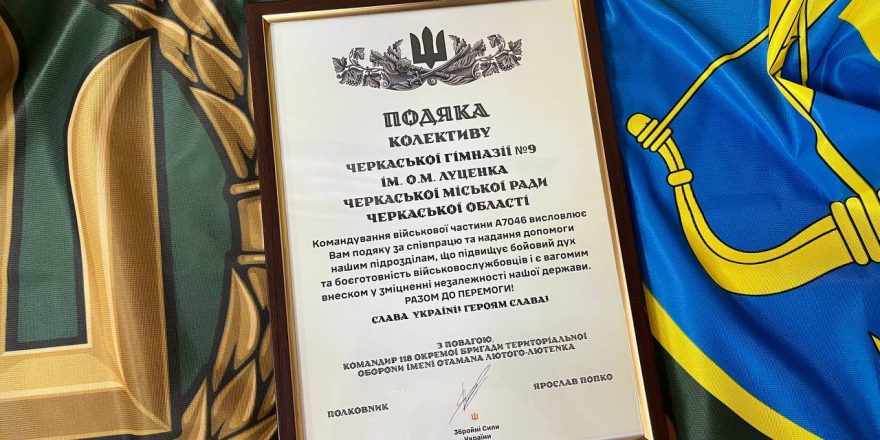 ПОДЯКА
КОЛЕКТИВУ
ЧЕРКАСЬКОЇ ГІМНАЗІЇ №9
ІМ. О.М. ЛУЦЕНКА
ЧЕРКАСЬКОЇ МІСЬКОЇ РАДИ
ЧЕРКАСЬКОЇ ОБЛАСТІ
Командування військової частини А7046 висловлює
Вам подяку за співпрацю та надання допомоги
нашим підрозділам, що підвищує бойовий дух
та боєготовність військовослужбовців і є вагомим
внеском у зміцненні незалежності нашої держави.
РАЗОМ ДО ПЕРЕМОГИ!
СЛАВА УКРАЇНІ! ГЕРОЯМ СЛАВА!
З ПОВАГОЮ,
КОМАНДИР 118 ОКРЕМОЇ БРИГАДИ ТЕРИТОРІАЛЬНОЇ
ОБОРОНИ ІМЕНІ ОТАМАНА ЛЮТОГО-ЛЮТЕНКА
ПОЛКОВНИК ЯРОСЛАВ ПОПКО
Збройні Сили
України